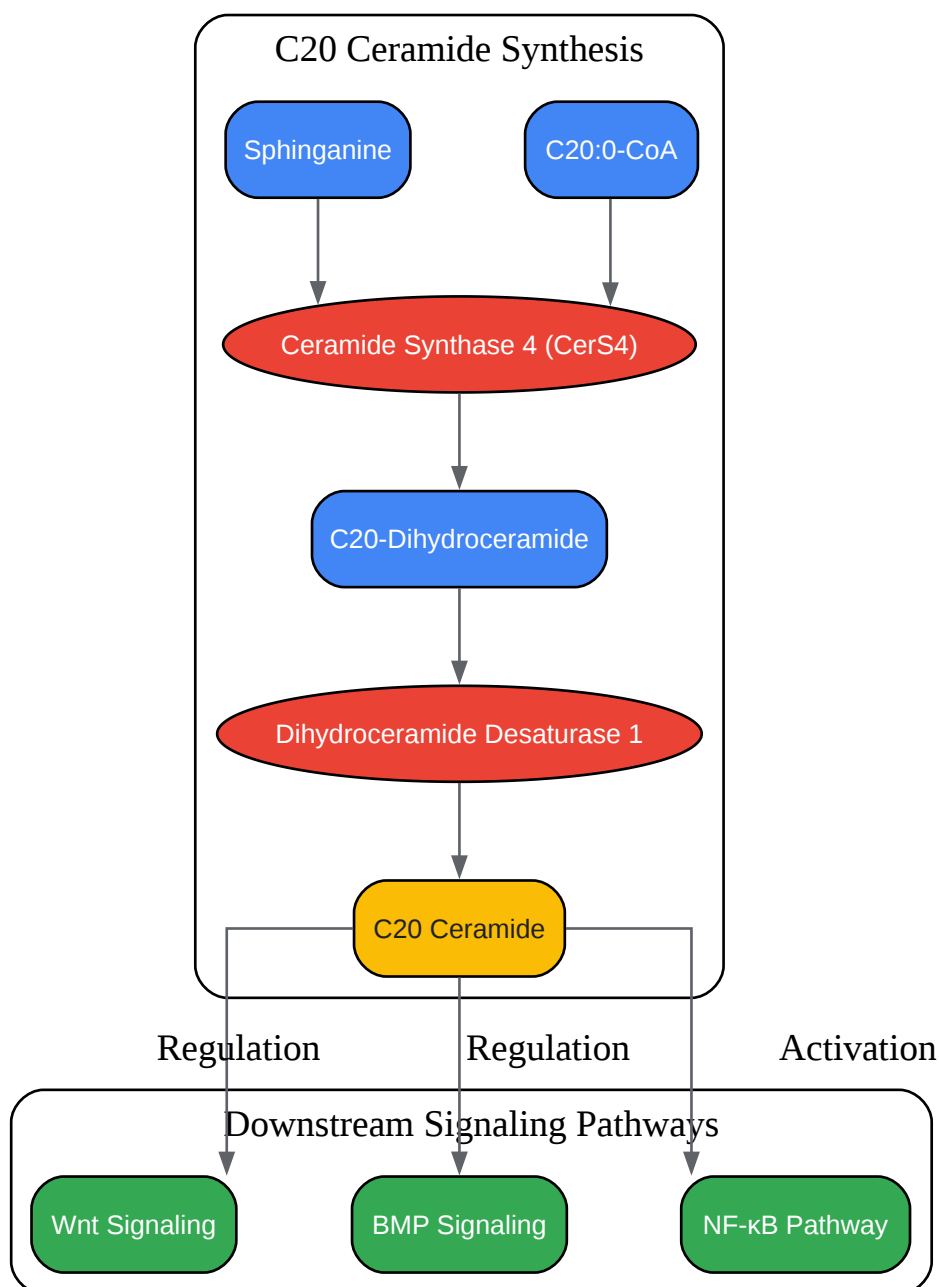 C20 Ceramide Synthesis
Sphinganine
C20:0-CoA
Ceramide Synthase 4 (CerS4)
C20-Dihydroceramide
Dihydroceramide Desaturase 1
C20 Ceramide
Regulation
Regulation
Activation
Downstream Signaling Pathways
Wnt Signaling
BMP Signaling
NF-κB Pathway